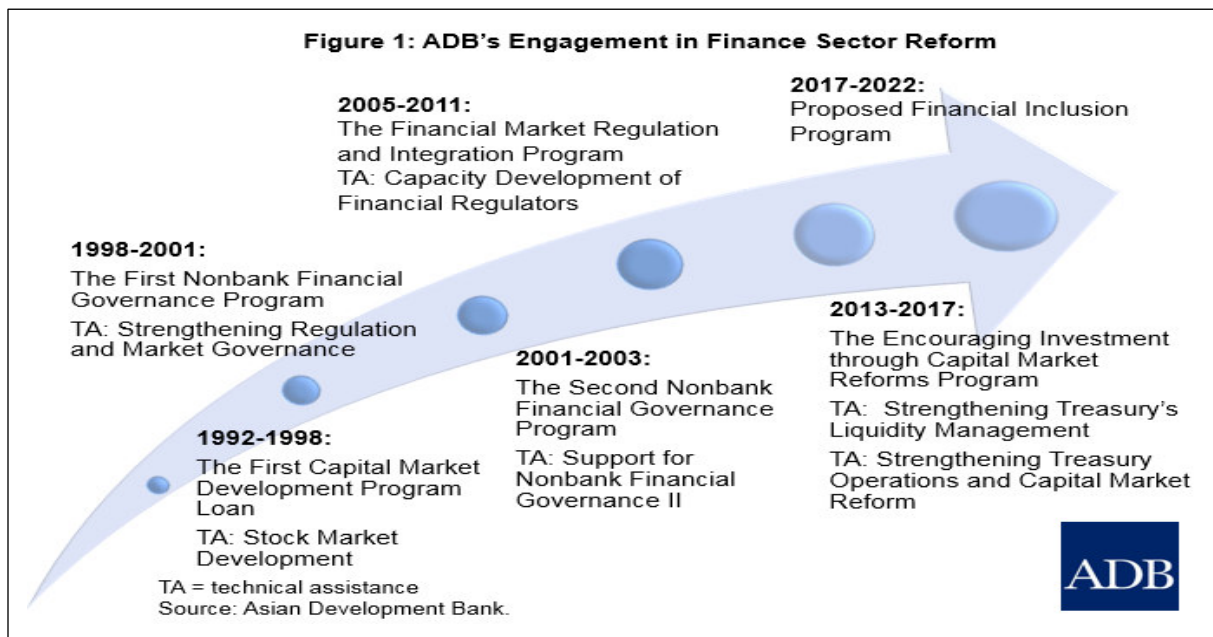 Figure 1: ADB's Engagement in Finance Sector Reform
2005-2011:
The Financial Market Regulation
and Integration Program
TA: Capacity Development of
Financial Regulators
2017-2022:
Proposed Financial Inclusion
Program
1998-2001:
The First Nonbank Financial
Governance Program
TA: Strengthening Regulation
and Market Governance
2013-2017:
The Encouraging Investment
through Capital Market
Reforms Program
TA:  Strengthening Treasury's
Liquidity Management
TA: Strengthening Treasury
Operations and Capital Market
Reform
2001-2003:
The Second Nonbank
Financial Governance
Program
TA: Support for
Nonbank Financial
Governance II
1992-1998:
The First Capital Market
Development Program
Loan
TA: Stock Market
Development
TA = technical assistance
Source: Asian Development Bank.
ADB